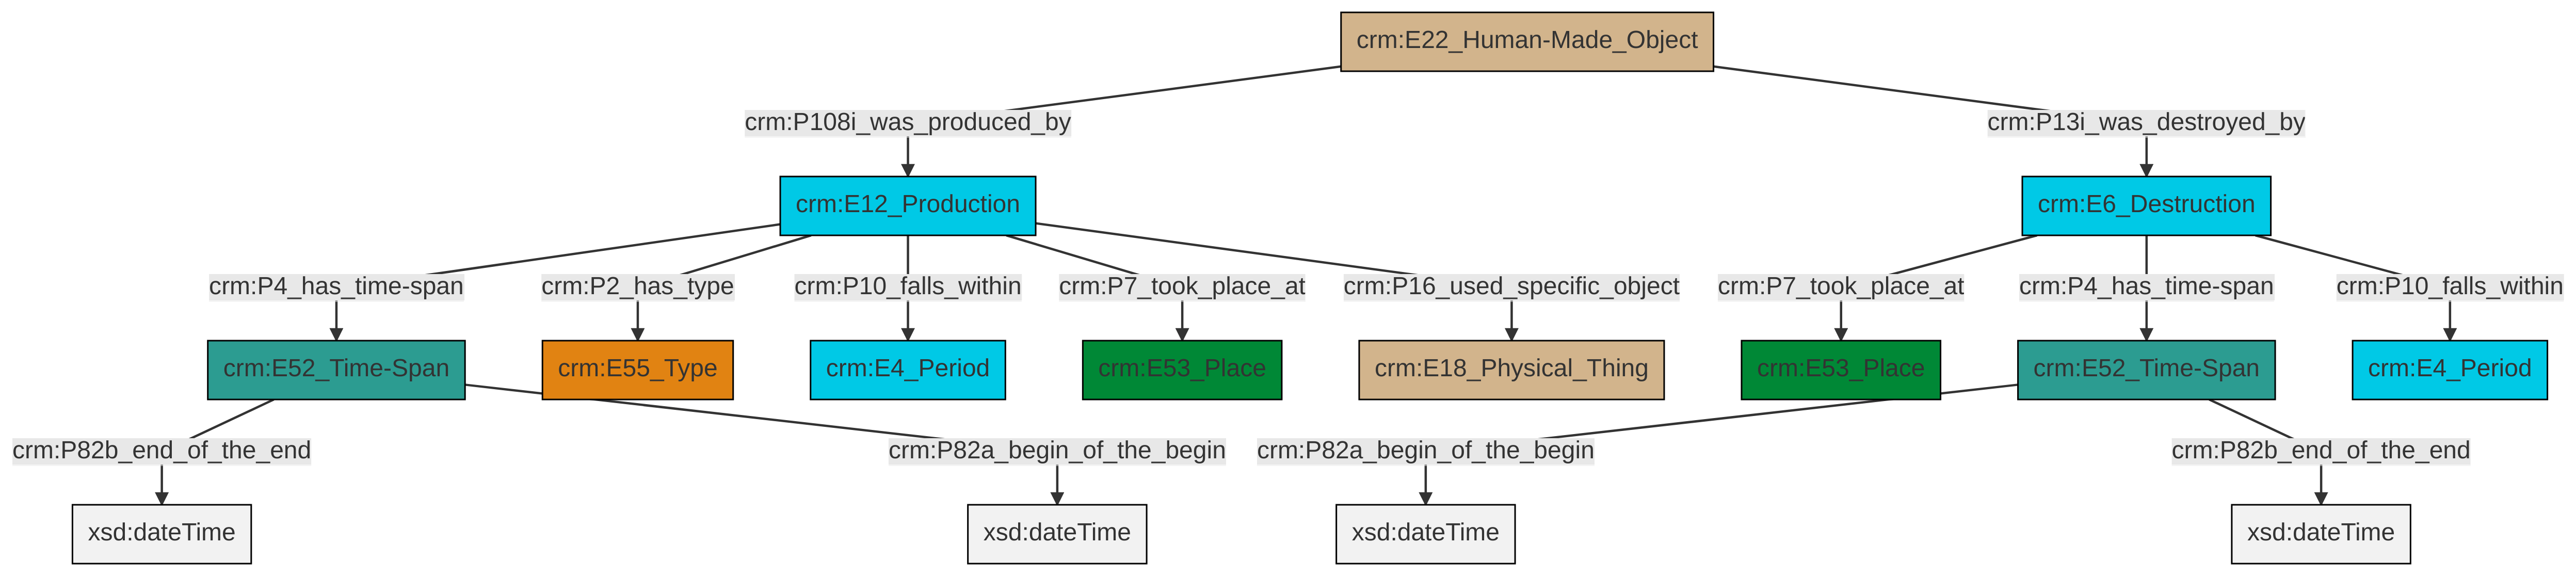 crm:E22_Human-Made_Object
crm:P108i_was_produced_by
crm:P13i_was_destroyed_by
crm:E12_Production
crm:E6_Destruction
crm:P4_has_time-span
crm:P2_has_type
crm:P10_falls_within
crm:P7_took_place_at
crm:P16_used_specific_object
crm:P7_took_place_at
crm:P4_has_time-span
crm:P10_falls_within
crm:E52_Time-Span
crm:E55_Type
crm:E4_Period
crm:E53_Place
crm:E18_Physical_Thing
crm:E53_Place
crm:E52_Time-Span
crm:E4_Period
crm:P82b_end_of_the_end
crm:P82a_begin_of_the_begin
crm:P82a_begin_of_the_begin
crm:P82b_end_of_the_end
xsd:dateTime
xsd:dateTime
xsd:dateTime
xsd:dateTime